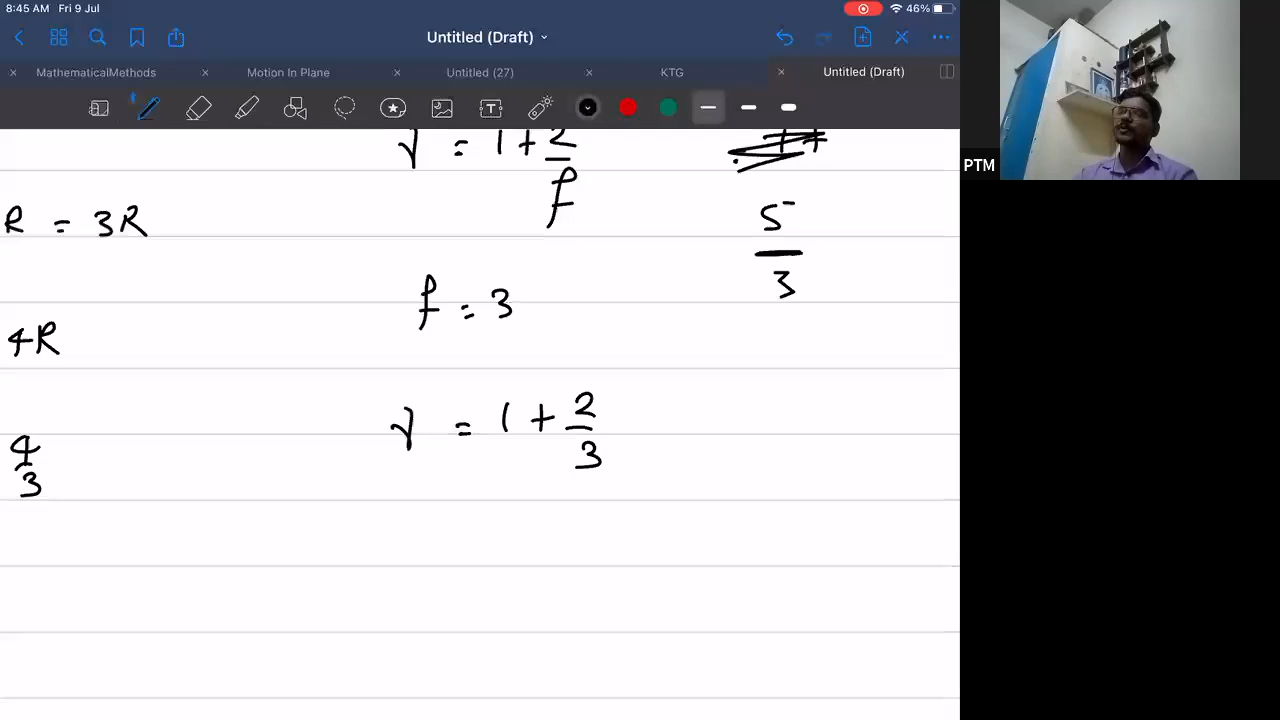 8:45 AM Fri 9 Jul
46%
Untitled (Draft)
MathematicalMethods
Motion In Plane
Untitled (27)
KTG
Untitled (Draft)
T
γ = 1 + 2/f
R = 3R
5/3
f = 3
4R
γ = 1 + 2/3
4/3
PTM